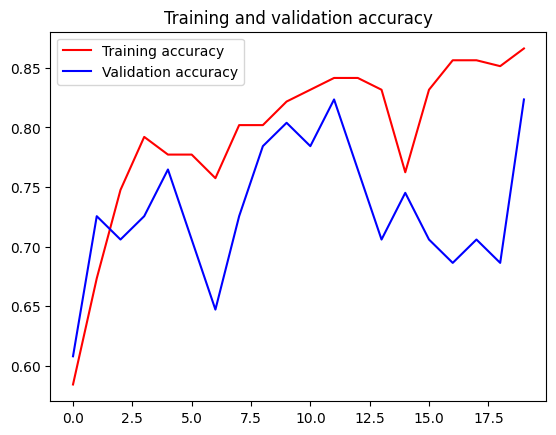 Training and validation accuracy
Training accuracy
Validation accuracy
0.85
0.80
0.75
0.70
0.65
0.60
0.0 2.5 5.0 7.5 10.0 12.5 15.0 17.5